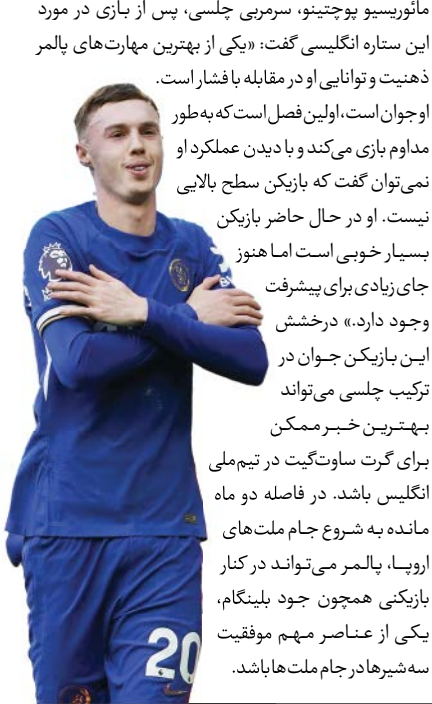 مائوریسیو پوچتینو، سرمربی چلسی، پس از بازی در مورد
این ستاره انگلیسی گفت: «یکی از بهترین مهارت‌های پالمر
ذهنیت و توانایی او در مقابله با فشار است.
او جوان است، اولین فصل است که به‌طور
مداوم بازی می‌کند و با دیدن عملکرد او
نمی‌توان گفت که بازیکن سطح بالایی
نیست. او در حال حاضر بازیکن
بسیار خوبی است اما هنوز
جای زیادی برای پیشرفت
وجود دارد.» درخشش
این بازیکن جوان در
ترکیب چلسی می‌تواند
بهترین خبر ممکن
برای گرت ساوت‌گیت در تیم‌ملی
انگلیس باشد. در فاصله دو ماه
مانده به شروع جام ملت‌های
اروپا، پالمر می‌تواند در کنار
بازیکنی همچون جود بلینگام،
یکی از عناصر مهم موفقیت
سه‌شیرها در جام ملت‌ها باشد.
20